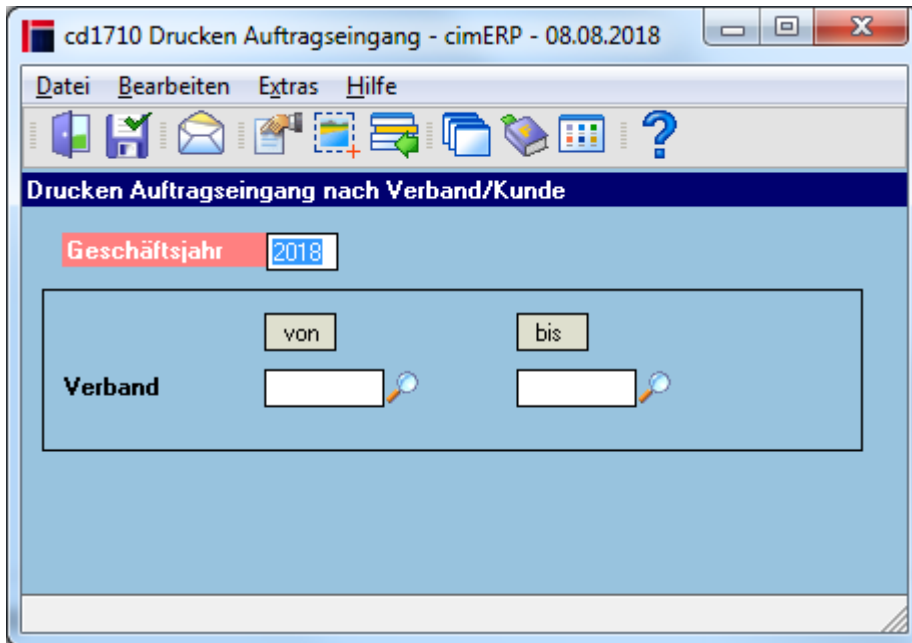 cd1710 Drucken Auftragseingang - cimERP - 08.08.2018
Datei Bearbeiten Extras Hilfe
Drucken Auftragseingang nach Verband/Kunde
Geschäftsjahr 2018
von bis
Verband